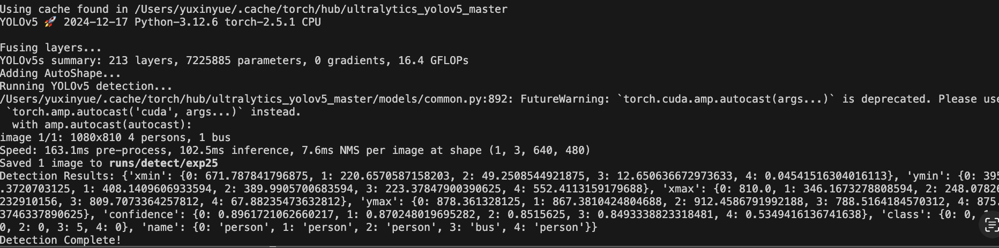 Using cache found in /Users/yuxinyue/.cache/torch/hub/ultralytics_yolov5_master
YOLOv5 🚀 2024-12-17 Python-3.12.6 torch-2.5.1 CPU
Fusing layers...
YOLOv5s summary: 213 layers, 7225885 parameters, 0 gradients, 16.4 GFLOPs
Adding AutoShape...
Running YOLOv5 detection...
/Users/yuxinyue/.cache/torch/hub/ultralytics_yolov5_master/models/common.py:892: FutureWarning: `torch.cuda.amp.autocast(args...)` is deprecated. Please use
 `torch.amp.autocast('cuda', args...)` instead.
  with amp.autocast(autocast):
image 1/1: 1080x810 4 persons, 1 bus
Speed: 163.1ms pre-process, 102.5ms inference, 7.6ms NMS per image at shape (1, 3, 640, 480)
Saved 1 image to runs/detect/exp25
Detection Results: {'xmin': {0: 671.787841796875, 1: 220.6570587158203, 2: 49.2508544921875, 3: 12.650636672973633, 4: 0.04541516304016113}, 'ymin': {0: 395
.3720703125, 1: 408.1409606933594, 2: 389.9905700683594, 3: 223.37847900390625, 4: 552.4113159179688}, 'xmax': {0: 810.0, 1: 346.1673278808594, 2: 248.07826
232910156, 3: 809.7073364257812, 4: 67.88235473632812}, 'ymax': {0: 878.361328125, 1: 867.3810424804688, 2: 912.4586791992188, 3: 788.5164184570312, 4: 875.
3746337890625}, 'confidence': {0: 0.8961721062660217, 1: 0.870248019695282, 2: 0.8515625, 3: 0.8493338823318481, 4: 0.5349416136741638}, 'class': {0: 0, 1
0, 2: 0, 3: 5, 4: 0}, 'name': {0: 'person', 1: 'person', 2: 'person', 3: 'bus', 4: 'person'}}
Detection Complete!